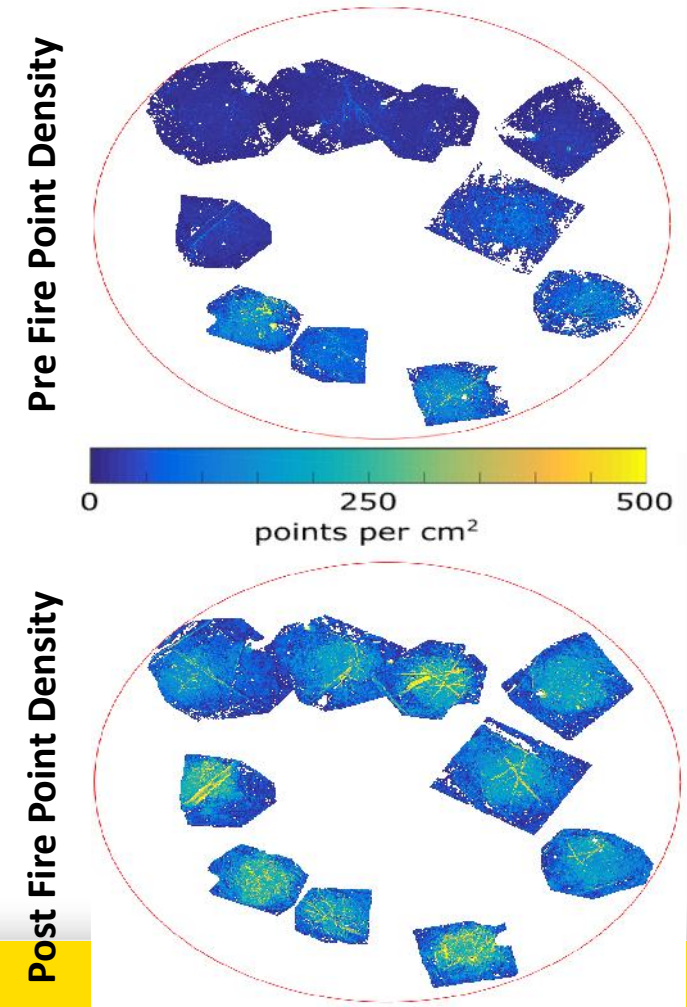 Pre Fire Point Density
0 250 500
points per cm²
Post Fire Point Density